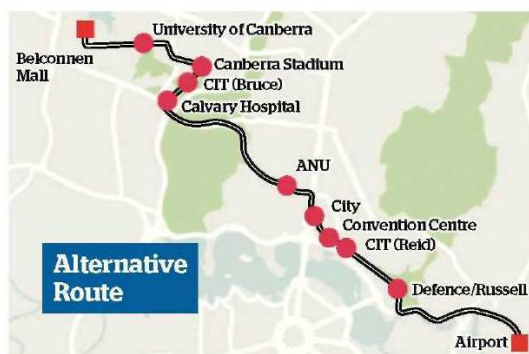 University of Canberra
Belconnen
Mall
Canberra Stadium
CIT (Bruce)
Calvary Hospital
ANU
City
Convention Centre
CIT (Reid)
Alternative
Route
Defence/Russell
Airport